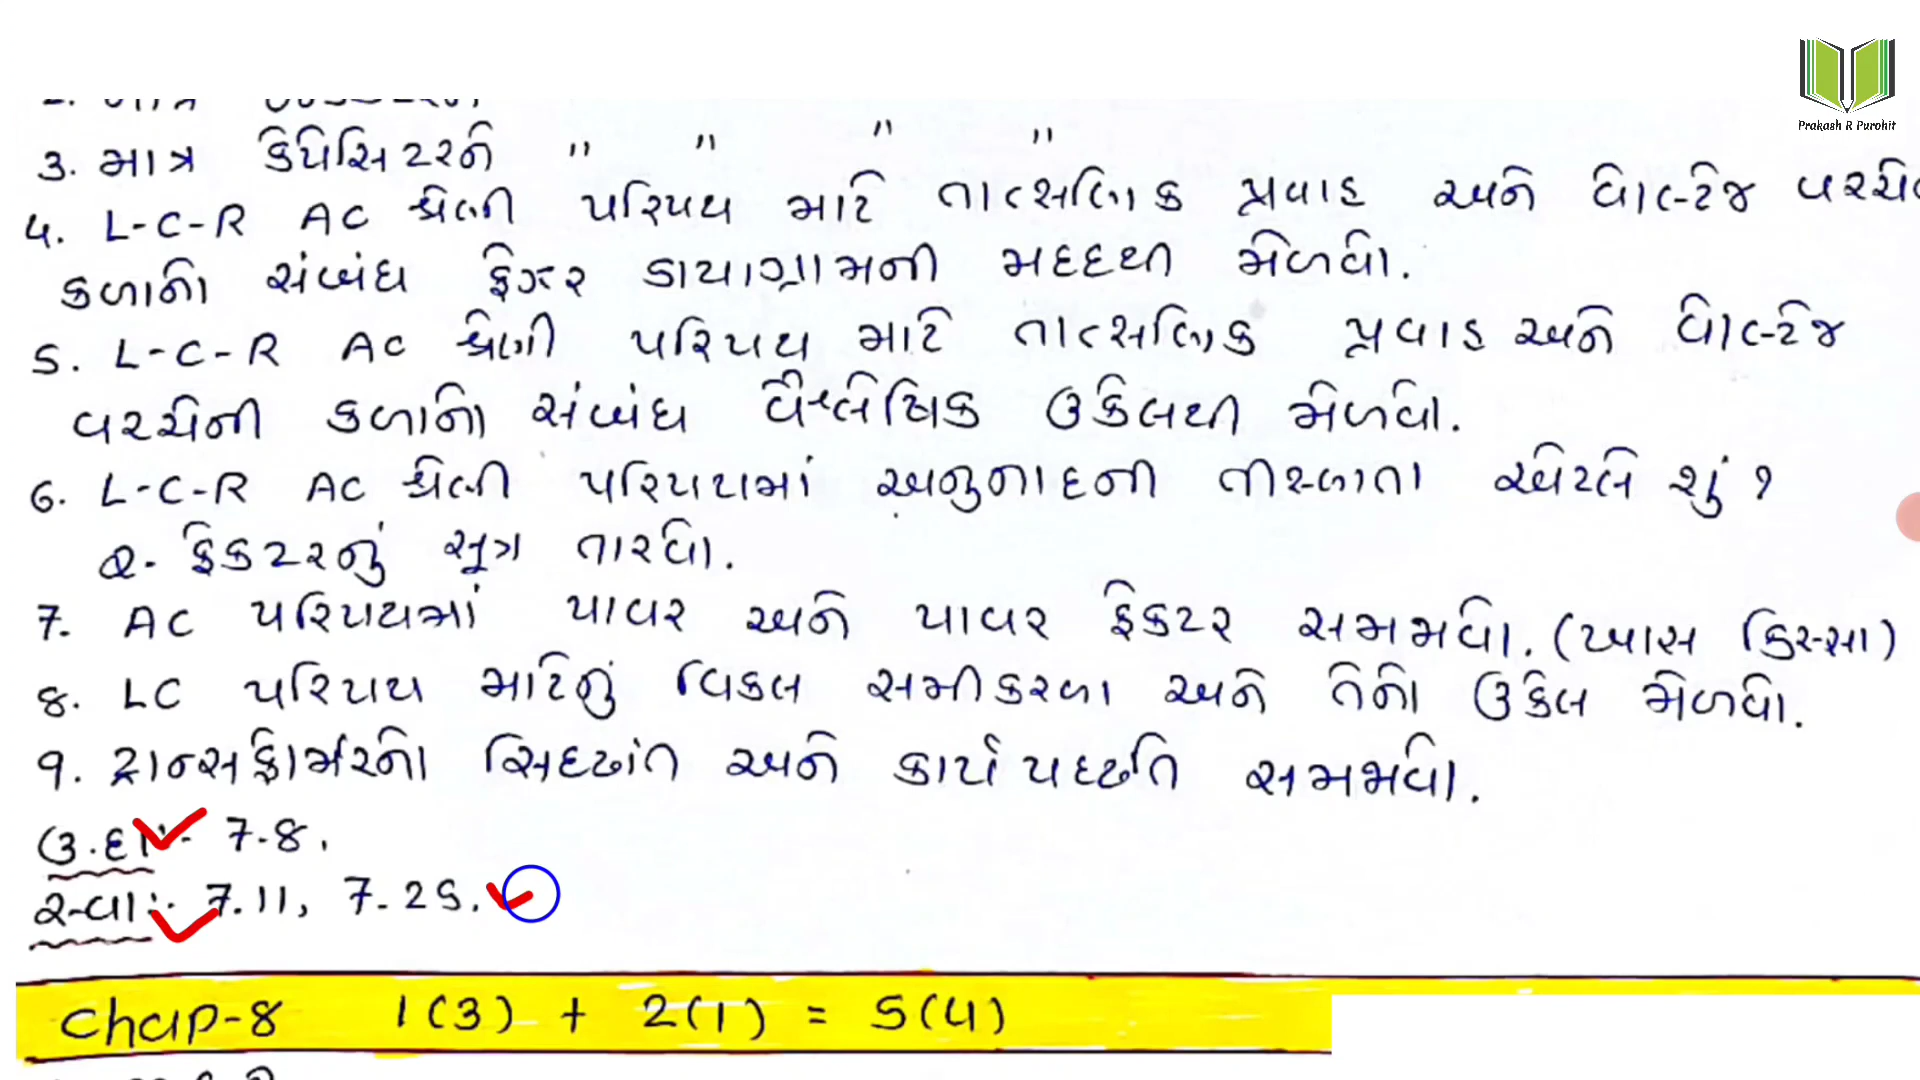 Prakash R Purohit
3. માત્ર કેપેસિટરને " " " "
4. L-C-R AC શ્રેણી પરિપથ માટે તાત્ક્ષણિક પ્રવાહ અને વોલ્ટેજ
કળાનો સંબંધ ફેઝર ડાયાગ્રામની મદદથી મેળવો.
5. L-C-R AC શ્રેણી પરિપથ માટે તાત્ક્ષણિક પ્રવાહ અને વોલ્ટેજ
વચ્ચેની કળાનો સંબંધ વૈશ્લેષિક ઉકેલથી મેળવો.
6. L-C-R AC શ્રેણી પરિપથમાં અનુનાદની તીક્ષ્ણતા એટલે શું ?
Q- ફેક્ટરનું સૂત્ર તારવો.
7. AC પરિપથમાં પાવર અને પાવર ફેક્ટર સમજાવો. (ખાસ કિસ્સા)
8. LC પરિપથ માટેનું વિકલ સમીકરણ અને તેનો ઉકેલ મેળવો.
9. ટ્રાન્સફોર્મરનો સિદ્ધાંત અને કાર્યપદ્ધતિ સમજાવો.
ઉ.દા:- 7.8.
સ્વા:- 7.11, 7.25.
Chap-8 1(3) + 2(1) = 5(4)